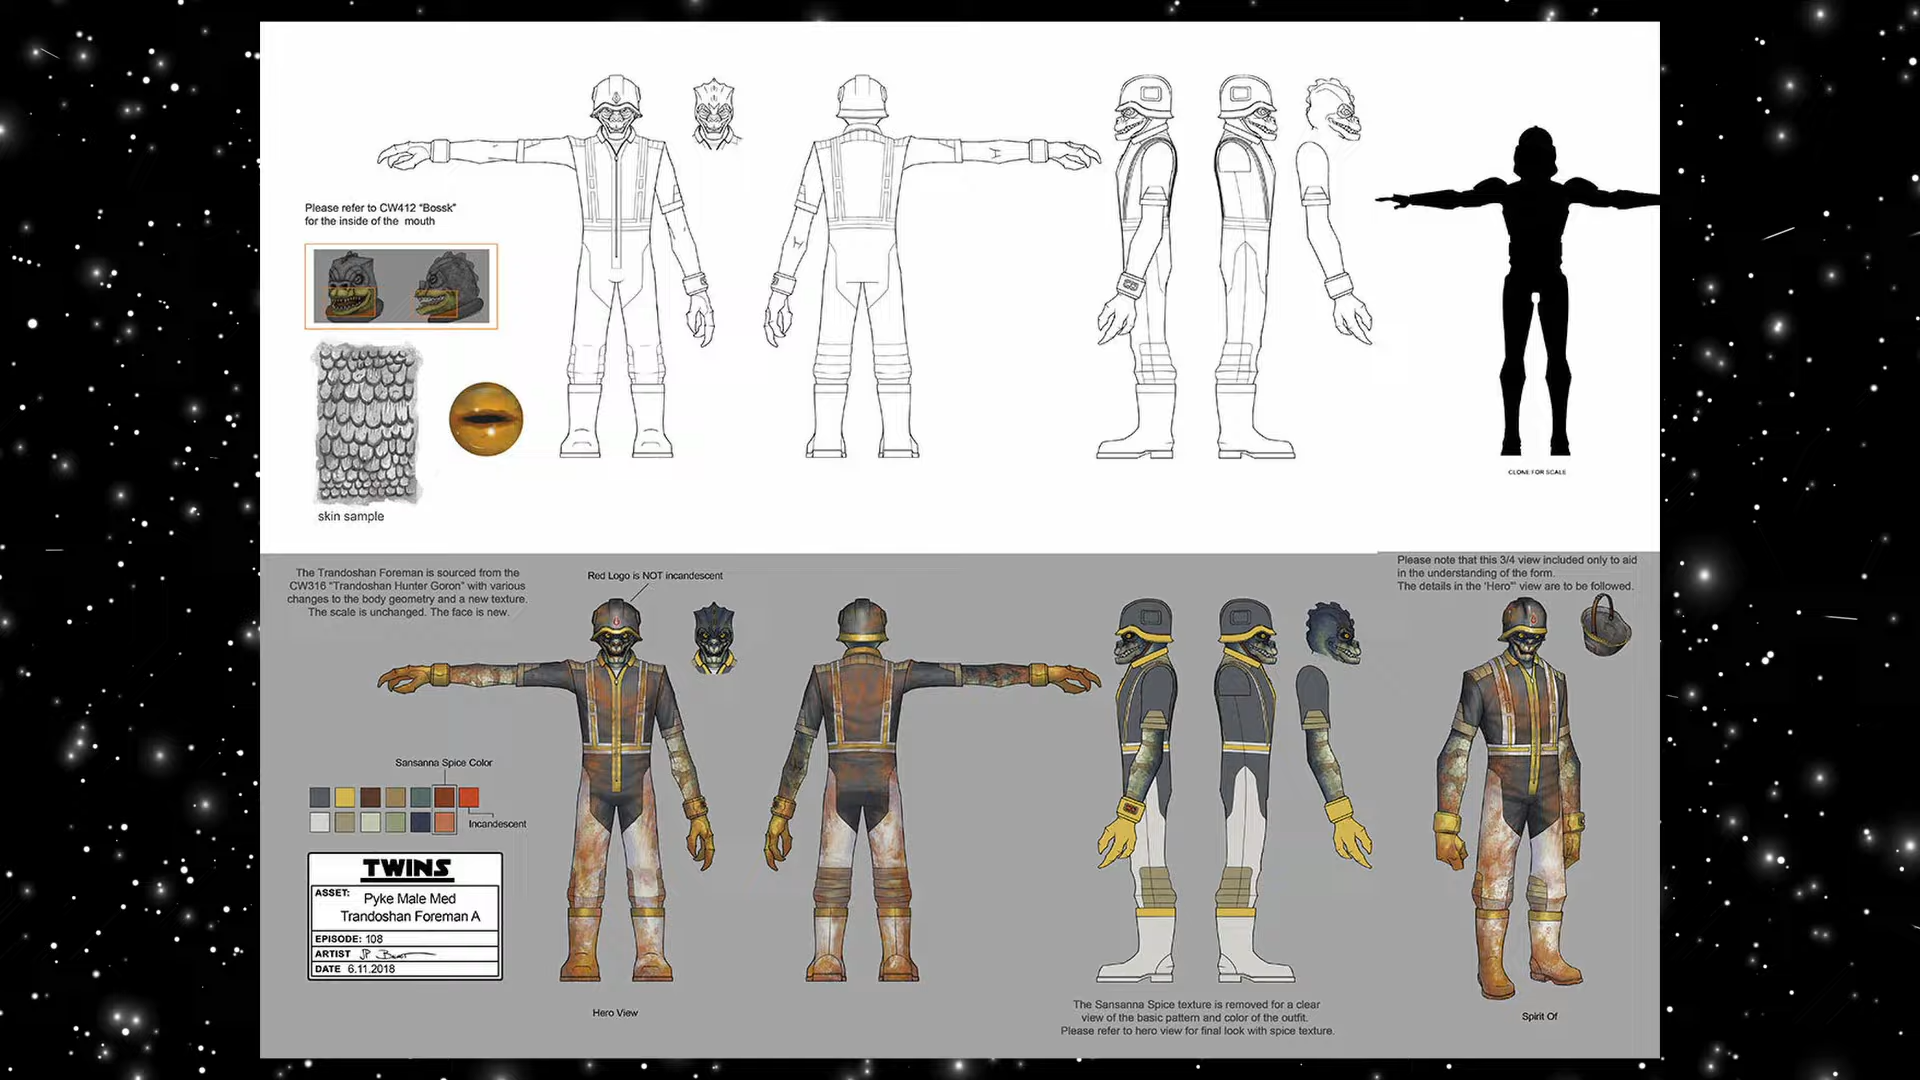 Please refer to CW412 "Bossk"
for the inside of the mouth
skin sample
CLONE FOR SCALE
The Trandoshan Foreman is sourced from the
CW316 "Trandoshan Hunter Goron" with various
changes to the body geometry and a new texture.
The scale is unchanged. The face is new.
Red Logo is NOT incandescent
Please note that this 3/4 view included only to aid
in the understanding of the form.
The details in the 'Hero'" view are to be followed.
Sansanna Spice Color
Incandescent
TWINS
ASSET: Pyke Male Med
Trandoshan Foreman A
EPISODE: 108
ARTIST
DATE 6.11.2018
Hero View
The Sansanna Spice texture is removed for a clear
view of the basic pattern and color of the outfit.
Please refer to hero view for final look with spice texture.
Spirit Of